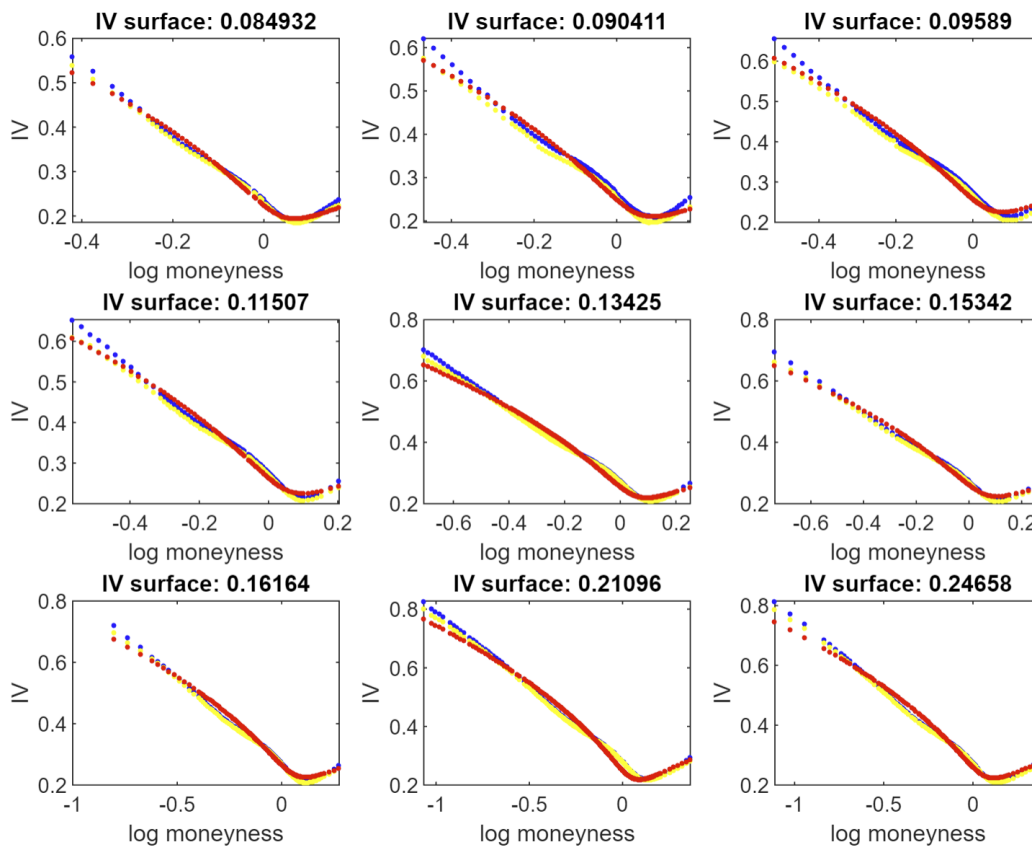 IV surface: 0.084932
IV surface: 0.090411
IV surface: 0.09589
0.6
0.5
0.4
0.3
0.2
IV
-0.4
-0.2
0
log moneyness
0.6
0.5
0.4
0.3
0.2
IV
-0.4
-0.2
0
log moneyness
0.6
0.5
0.4
0.3
0.2
IV
-0.4
-0.2
0
log moneyness
IV surface: 0.11507
IV surface: 0.13425
IV surface: 0.15342
0.6
0.5
0.4
0.3
0.2
IV
-0.4
-0.2
0
0.2
log moneyness
0.8
0.6
0.4
0.2
IV
-0.6
-0.4
-0.2
0
0.2
log moneyness
0.8
0.6
0.4
0.2
IV
-0.6
-0.4
-0.2
0
0.2
log moneyness
IV surface: 0.16164
IV surface: 0.21096
IV surface: 0.24658
0.8
0.6
0.4
0.2
IV
-1
-0.5
0
log moneyness
0.8
0.6
0.4
0.2
IV
-1
-0.5
0
log moneyness
0.8
0.6
0.4
0.2
IV
-1
-0.5
0
log moneyness